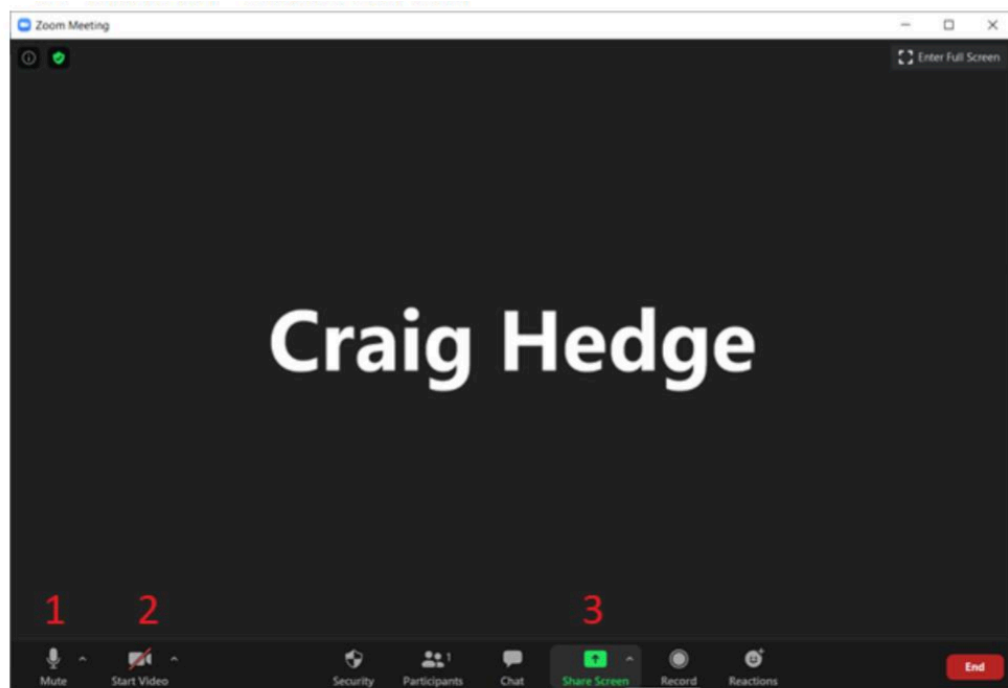 Zoom Meeting
Enter Full Screen
Craig Hedge
1 2 3
Mute Start Video Security Participants 1 Chat Share Screen Record Reactions End